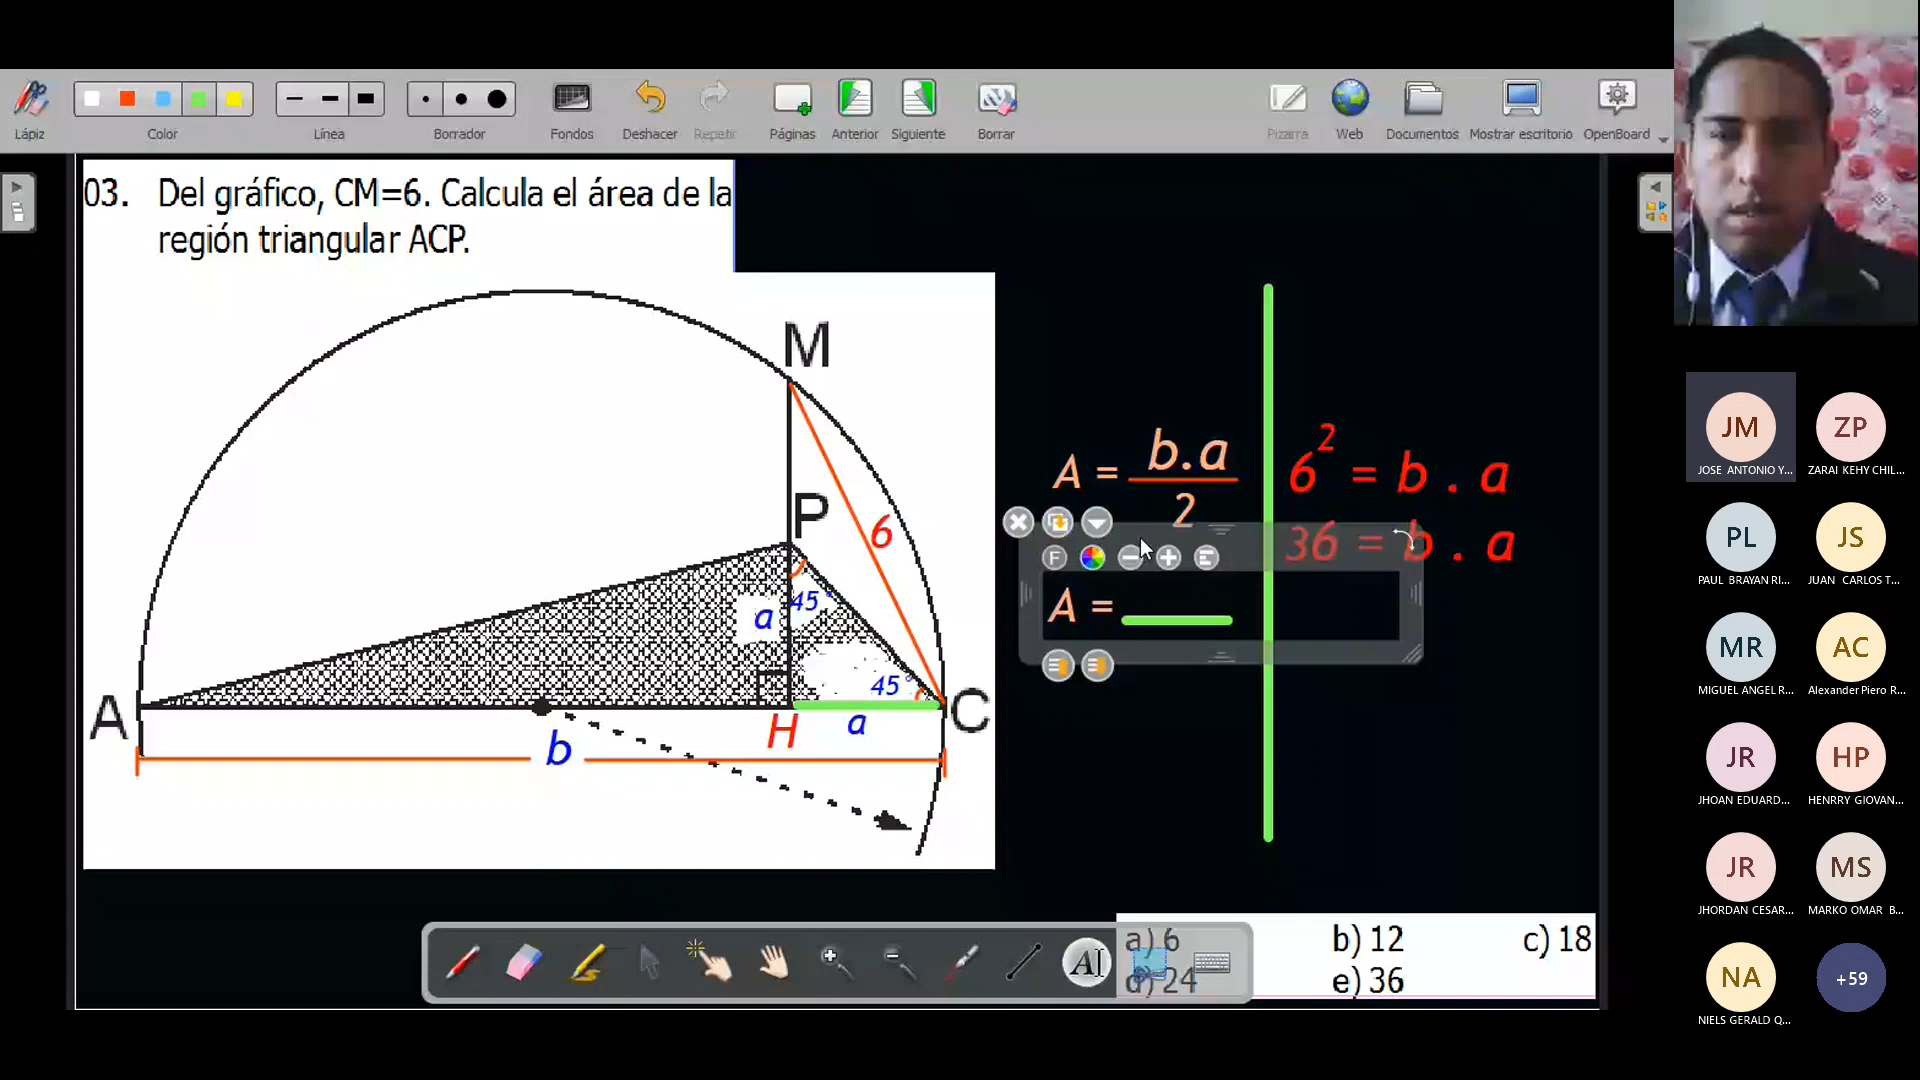 Lápiz
Color
Línea
Borrador
Fondos
Deshacer
Repetir
Páginas
Anterior
Siguiente
Borrar
Pizarra
Web
Documentos
Mostrar escritorio
OpenBoard
03. Del gráfico, CM=6. Calcula el área de la
región triangular ACP.
M
P
6
a
45°
45°
A
H
a
C
b
A = b.a
2
6² = b . a
36 = b . a
F
A =
a) 6
b) 12
c) 18
d) 24
e) 36
AI
JM
JOSE ANTONIO Y...
ZP
ZARAI KEHY CHIL...
PL
PAUL BRAYAN RI...
JS
JUAN CARLOS T...
MR
MIGUEL ANGEL R...
AC
Alexander Piero R...
JR
JHOAN EDUARD...
HP
HENRRY GIOVAN...
JR
JHORDAN CESAR...
MS
MARKO OMAR B...
NA
NIELS GERALD Q...
+59